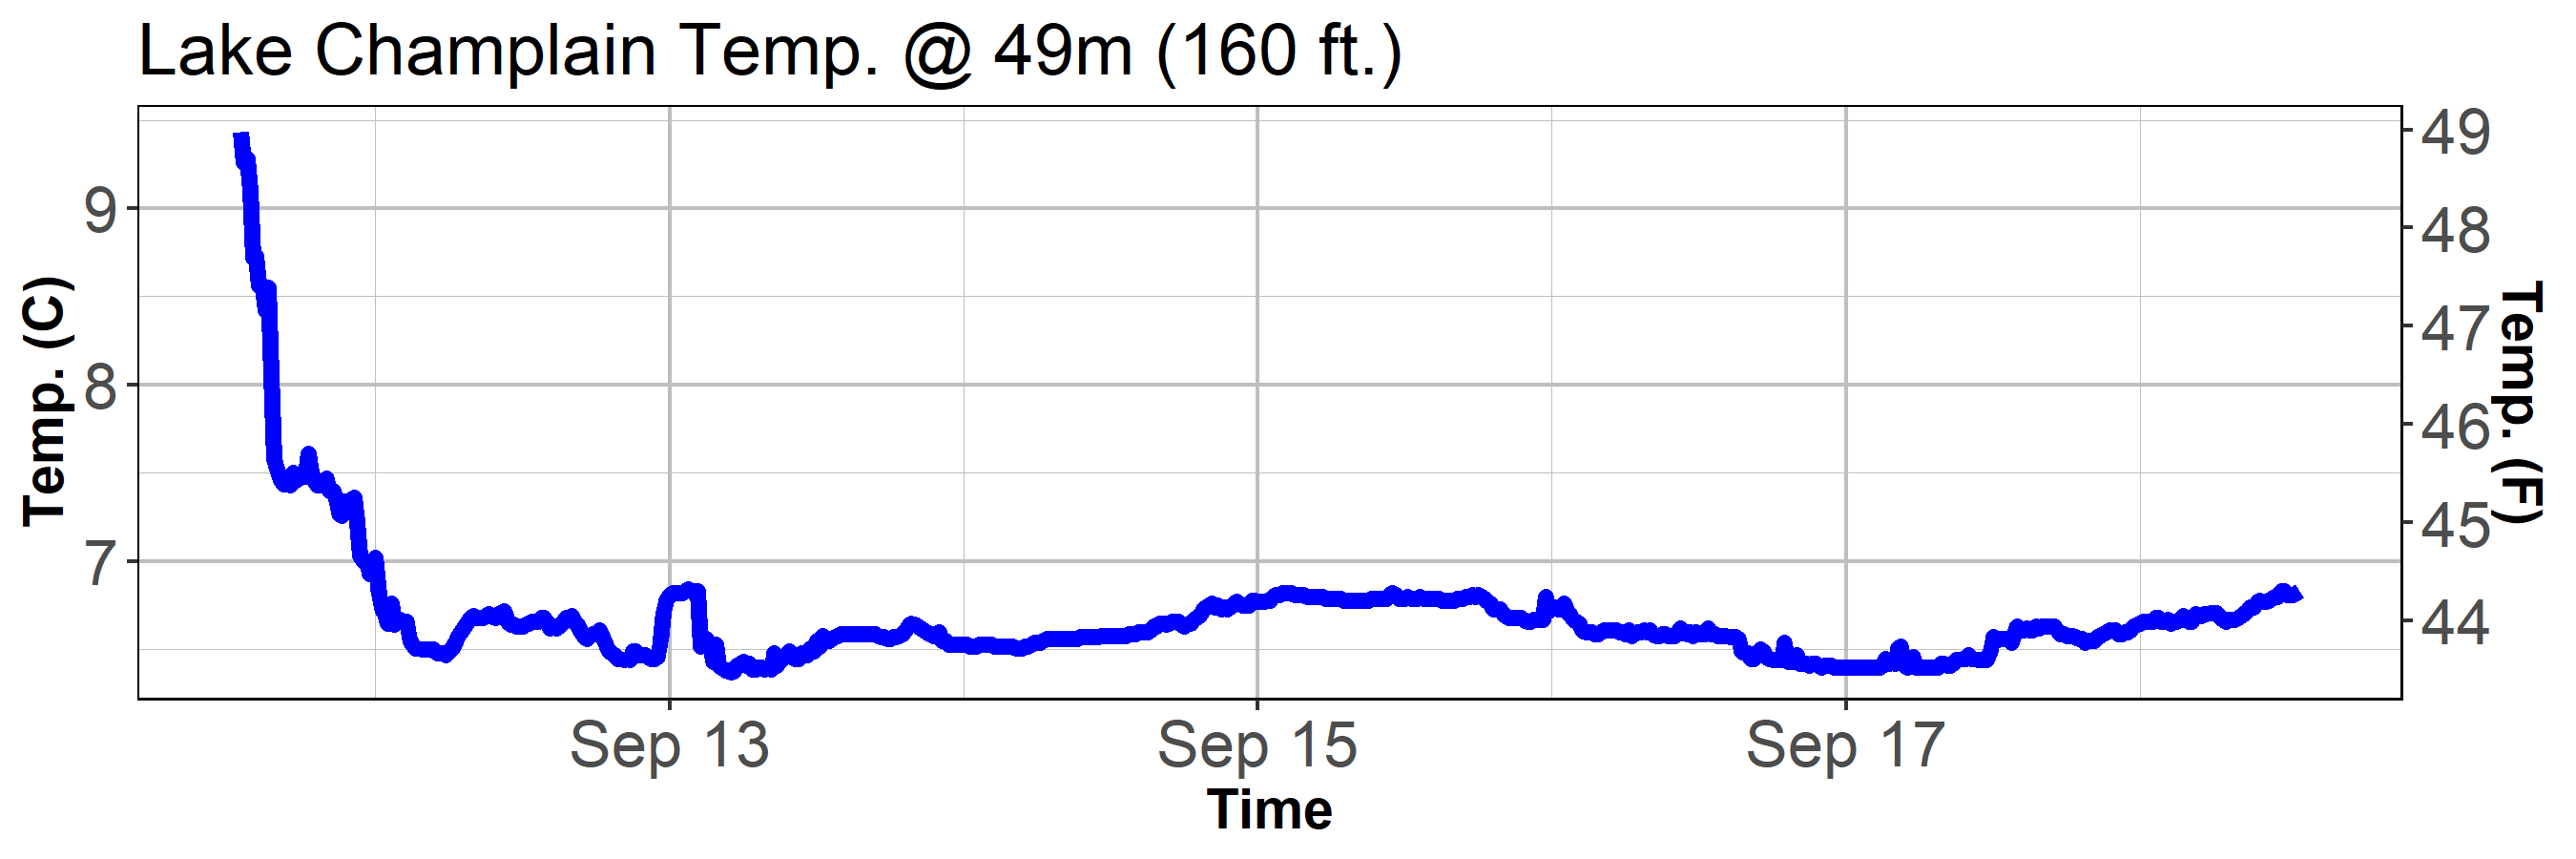 Lake Champlain Temp. @ 49m (160 ft.)
Temp. (C)
9
8
7
49
48
47
46
45
44
Temp. (F)
Sep 13
Sep 15
Sep 17
Time